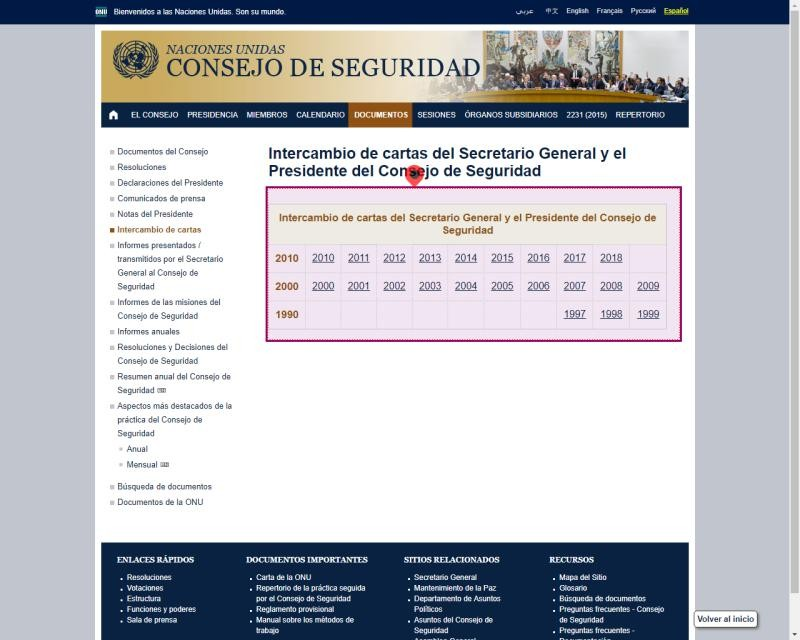 ONU Bienvenidos a las Naciones Unidas. Son su mundo. عربي 中文 English Français Русский Español
NACIONES UNIDAS
CONSEJO DE SEGURIDAD
EL CONSEJO PRESIDENCIA MIEMBROS CALENDARIO DOCUMENTOS SESIONES ÓRGANOS SUBSIDIARIOS 2231 (2015) REPERTORIO
Documentos del Consejo
Resoluciones
Declaraciones del Presidente
Comunicados de prensa
Notas del Presidente
Intercambio de cartas
Informes presentados /
transmitidos por el Secretario
General al Consejo de
Seguridad
Informes de las misiones del
Consejo de Seguridad
Informes anuales
Resoluciones y Decisiones del
Consejo de Seguridad
Resumen anual del Consejo de
Seguridad
Aspectos más destacados de la
práctica del Consejo de
Seguridad
Anual
Mensual
Búsqueda de documentos
Documentos de la ONU
Intercambio de cartas del Secretario General y el
Presidente del Consejo de Seguridad
Intercambio de cartas del Secretario General y el Presidente del Consejo de
Seguridad
2010 2010 2011 2012 2013 2014 2015 2016 2017 2018
2000 2000 2001 2002 2003 2004 2005 2006 2007 2008 2009
1990 1997 1998 1999
ENLACES RÁPIDOS
Resoluciones
Votaciones
Estructura
Funciones y poderes
Sala de prensa
DOCUMENTOS IMPORTANTES
Carta de la ONU
Repertorio de la práctica seguida
por el Consejo de Seguridad
Reglamento provisional
Manual sobre los métodos de
trabajo
SITIOS RELACIONADOS
Secretario General
Mantenimiento de la Paz
Departamento de Asuntos
Políticos
Asuntos del Consejo de
Seguridad
Asamblea General
RECURSOS
Mapa del Sitio
Glosario
Búsqueda de documentos
Preguntas frecuentes - Consejo
de Seguridad
Preguntas frecuentes -
Documentación
Volver al inicio